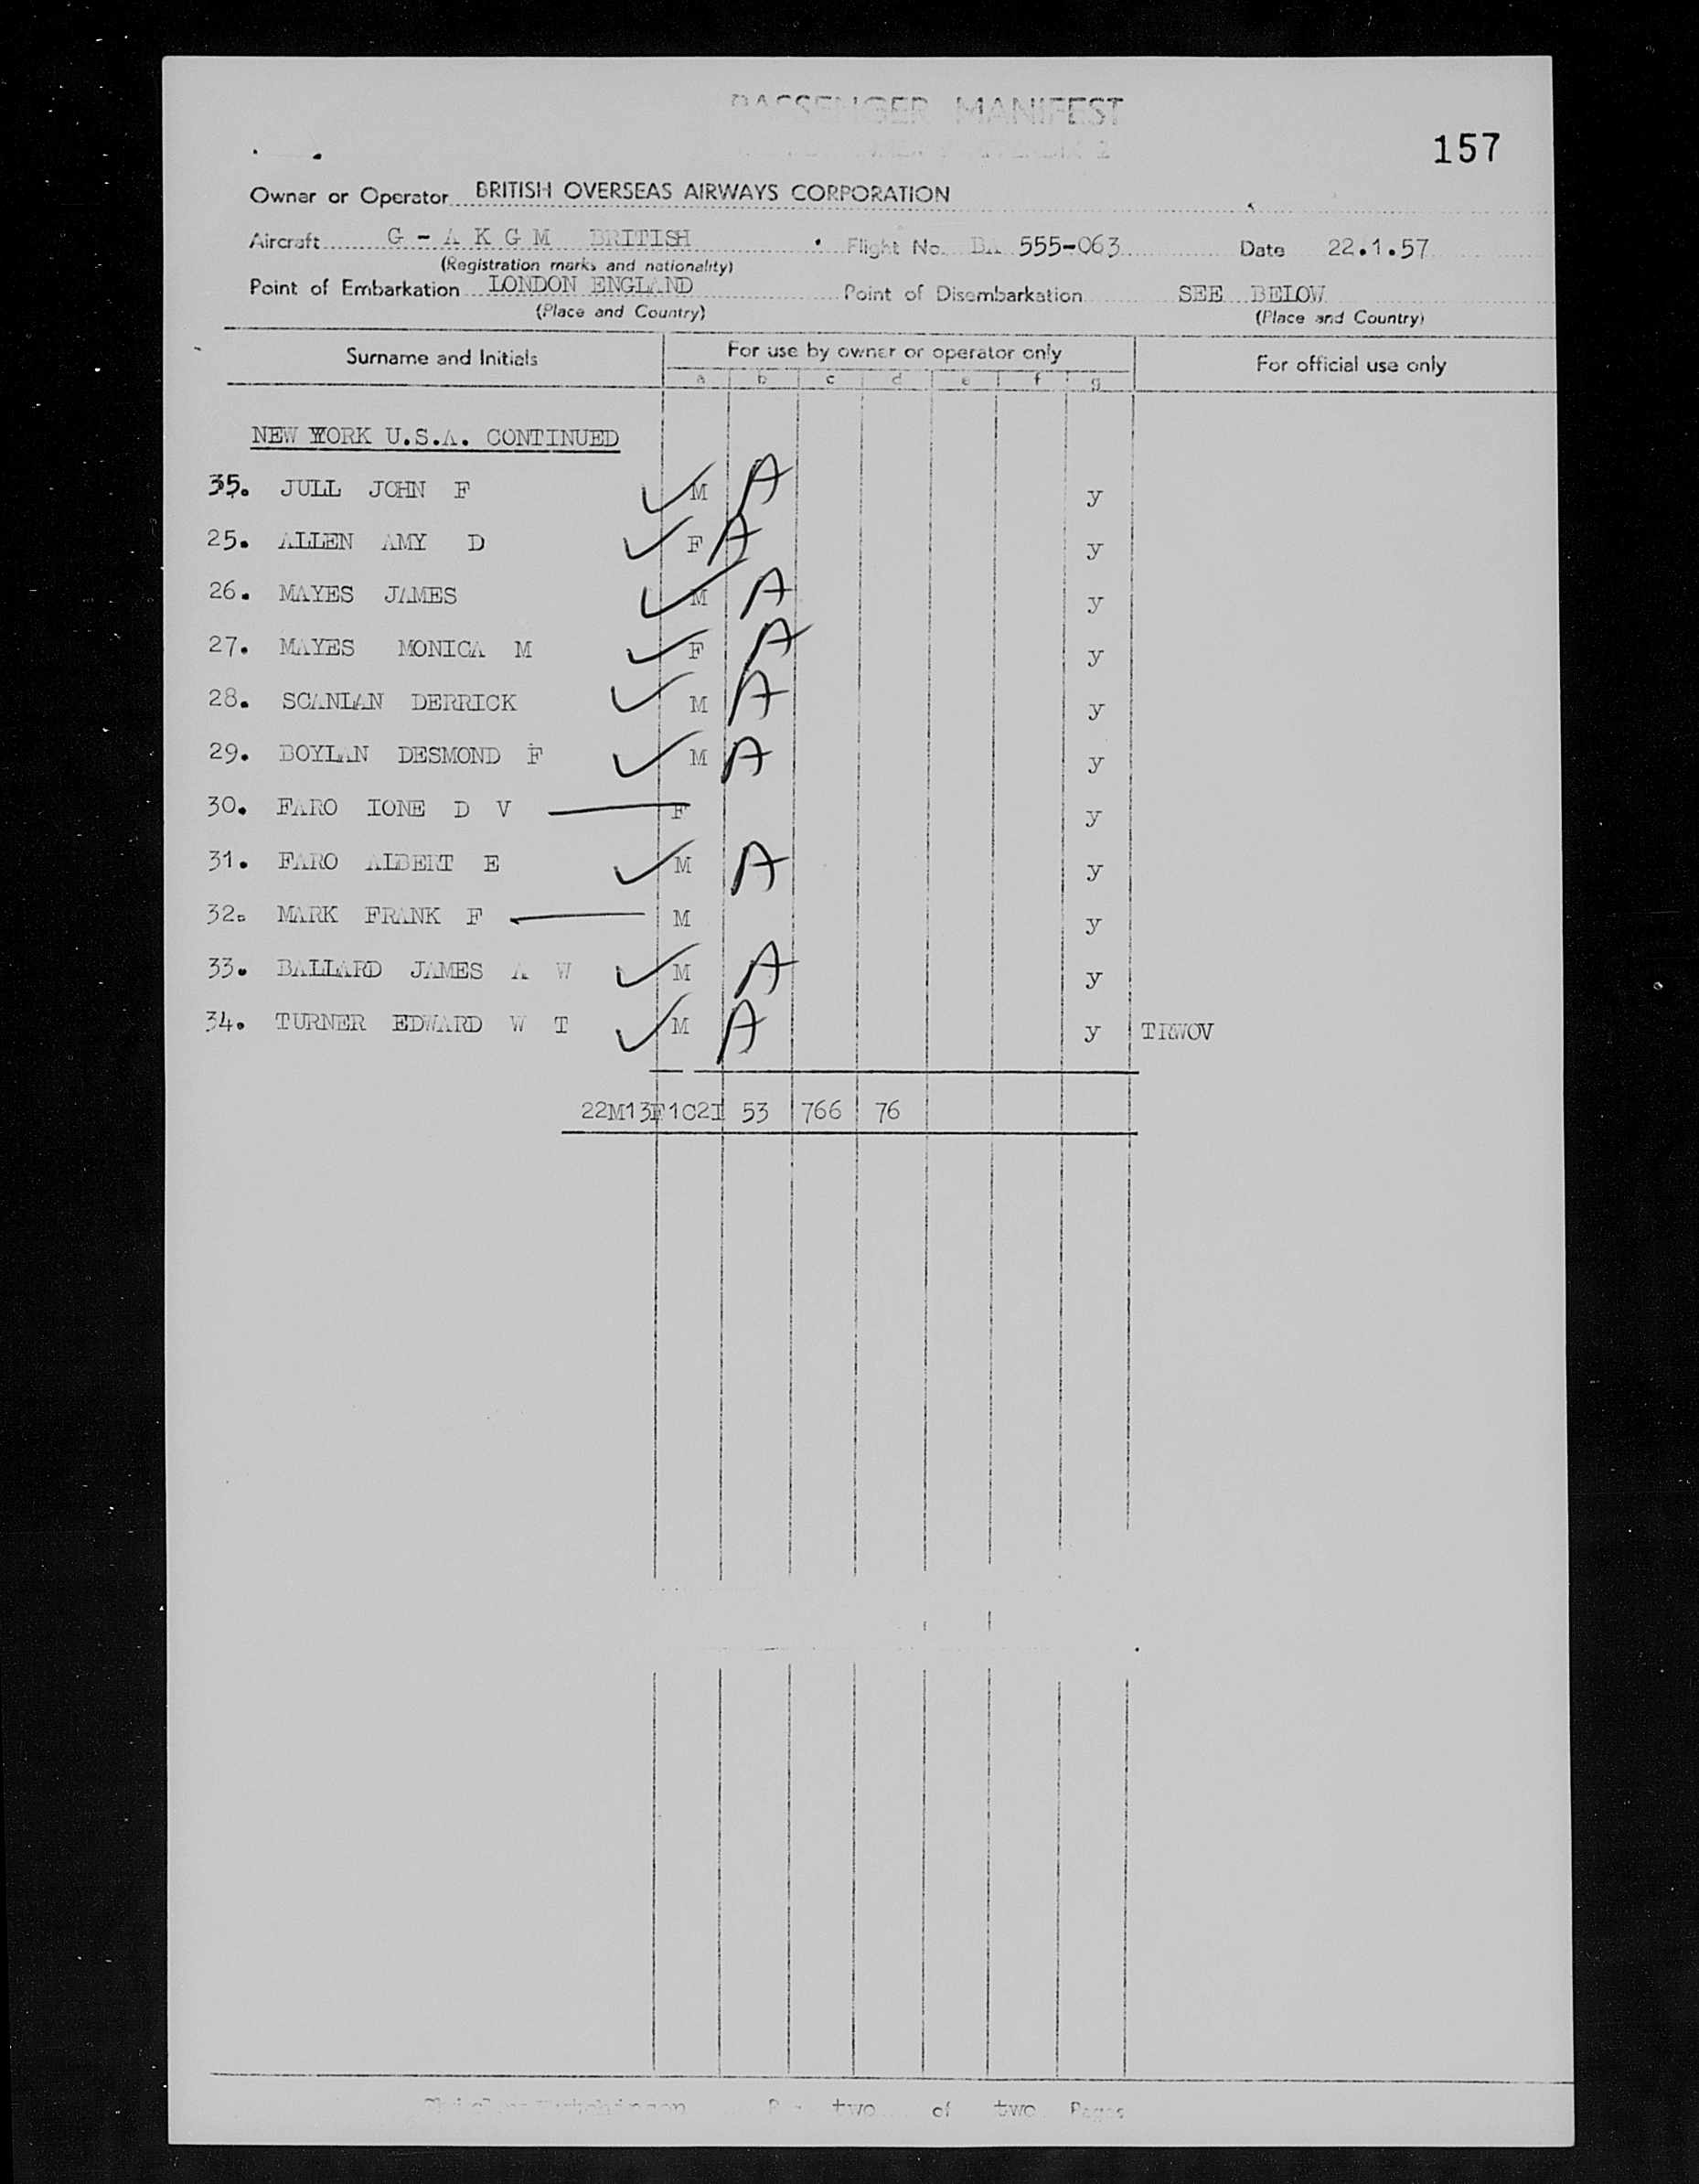 PASSENGER MANIFEST
157
Owner or Operator BRITISH OVERSEAS AIRWAYS CORPORATION
Aircraft G - A K G M BRITISH Flight No. BA 555-063 Date 22.1.57
(Registration marks and nationality)
Point of Embarkation LONDON ENGLAND Point of Disembarkation SEE BELOW
(Place and Country) (Place and Country)
Surname and Initials For use by owner or operator only For official use only
a b c d e f g
NEW YORK U.S.A. CONTINUED
35. JULL JOHN F M A y
25. ALLEN AMY D F A y
26. MAYES JAMES M A y
27. MAYES MONICA M F A y
28. SCANLAN DERRICK M A y
29. BOYLAN DESMOND F M A y
30. FARO IONE D V F y
31. FARO ALBERT E M A y
32. MARK FRANK F M y
33. BALLARD JAMES A W M A y
34. TURNER EDWARD W T M A y TRWOV
22M13F1C2I 53 766 76
two of two Pages